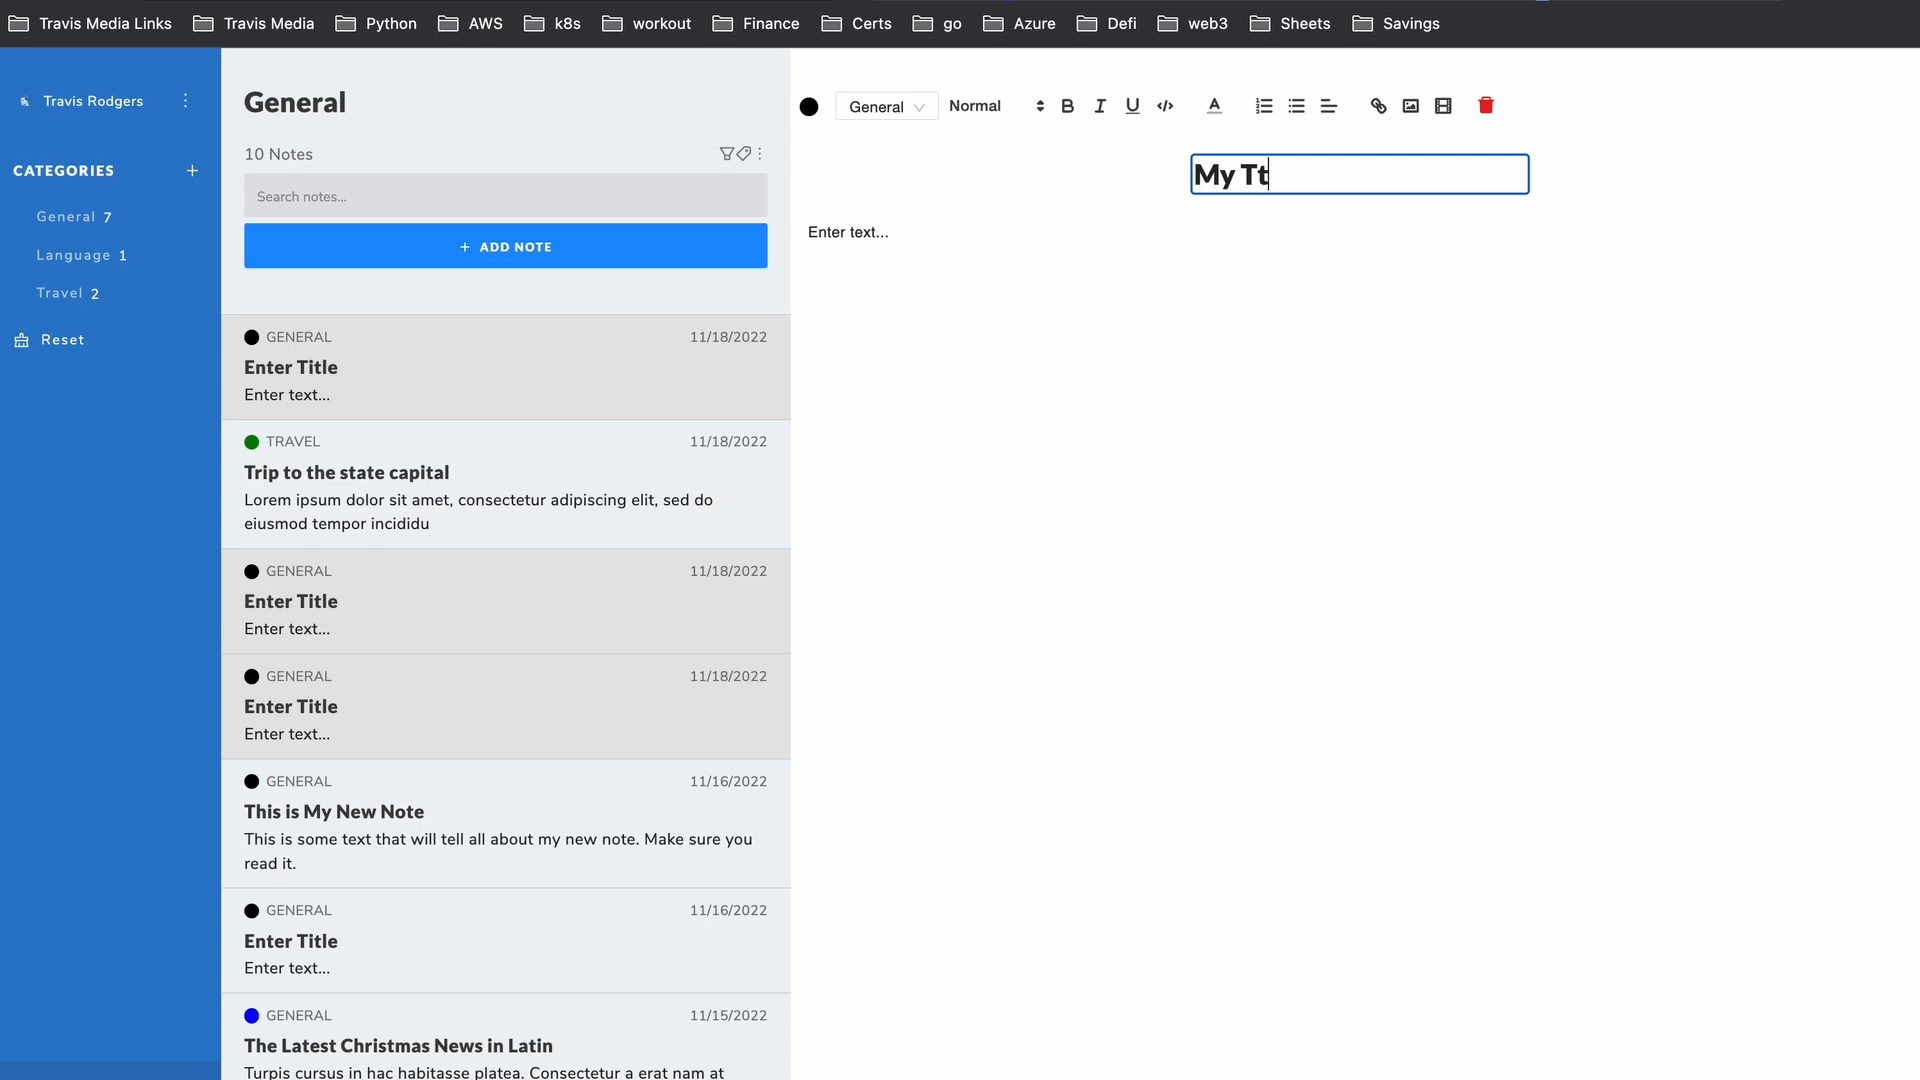 Travis Media Links Travis Media Python AWS k8s workout Finance Certs go Azure Defi web3 Sheets Savings
Travis Rodgers
CATEGORIES
General 7
Language 1
Travel 2
Reset
General
10 Notes
Search notes...
+ ADD NOTE
GENERAL 11/18/2022
Enter Title
Enter text...
TRAVEL 11/18/2022
Trip to the state capital
Lorem ipsum dolor sit amet, consectetur adipiscing elit, sed do
eiusmod tempor incididu
GENERAL 11/18/2022
Enter Title
Enter text...
GENERAL 11/18/2022
Enter Title
Enter text...
GENERAL 11/16/2022
This is My New Note
This is some text that will tell all about my new note. Make sure you
read it.
GENERAL 11/16/2022
Enter Title
Enter text...
GENERAL 11/15/2022
The Latest Christmas News in Latin
Turpis cursus in hac habitasse platea. Consectetur a erat nam at
General Normal B I U </> A
My Tt
Enter text...